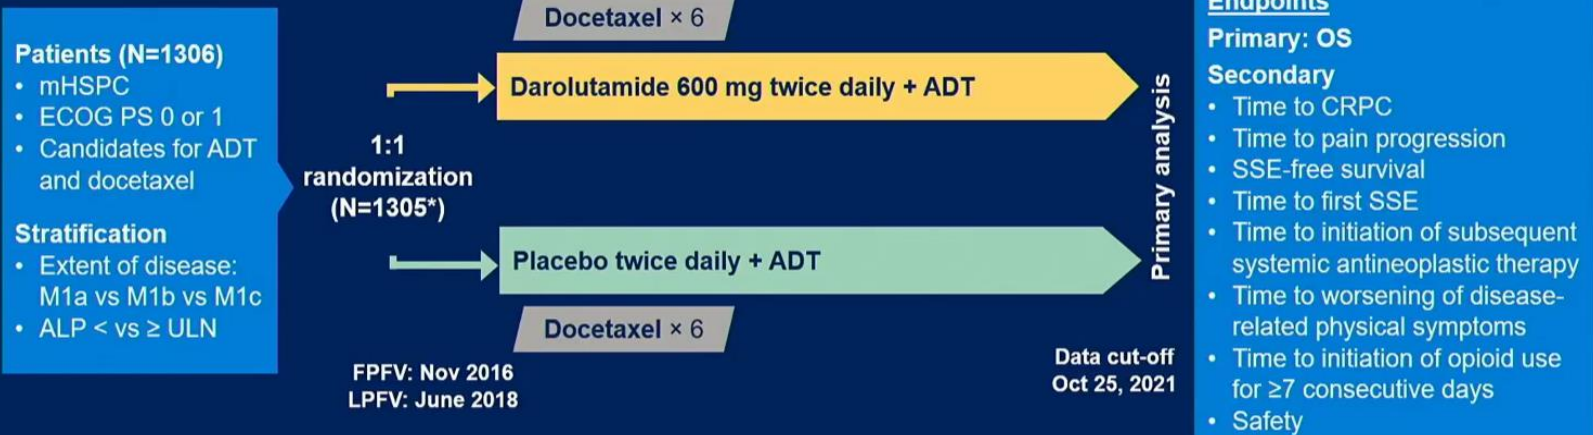 Patients (N=1306)
• mHSPC
• ECOG PS 0 or 1
• Candidates for ADT
and docetaxel
Stratification
• Extent of disease:
M1a vs M1b vs M1c
• ALP < vs ≥ ULN
1:1
randomization
(N=1305*)
FPFV: Nov 2016
LPFV: June 2018
Docetaxel × 6
Darolutamide 600 mg twice daily + ADT
Placebo twice daily + ADT
Docetaxel × 6
Primary analysis
Data cut-off
Oct 25, 2021
Endpoints
Primary: OS
Secondary
• Time to CRPC
• Time to pain progression
• SSE-free survival
• Time to first SSE
• Time to initiation of subsequent
systemic antineoplastic therapy
• Time to worsening of disease-
related physical symptoms
• Time to initiation of opioid use
for ≥7 consecutive days
• Safety